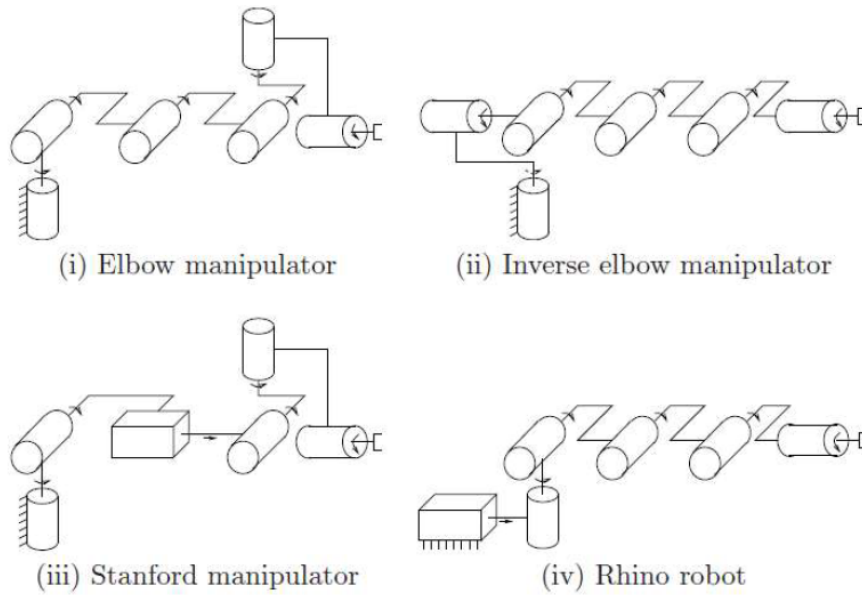 (i) Elbow manipulator
(ii) Inverse elbow manipulator
(iii) Stanford manipulator
(iv) Rhino robot